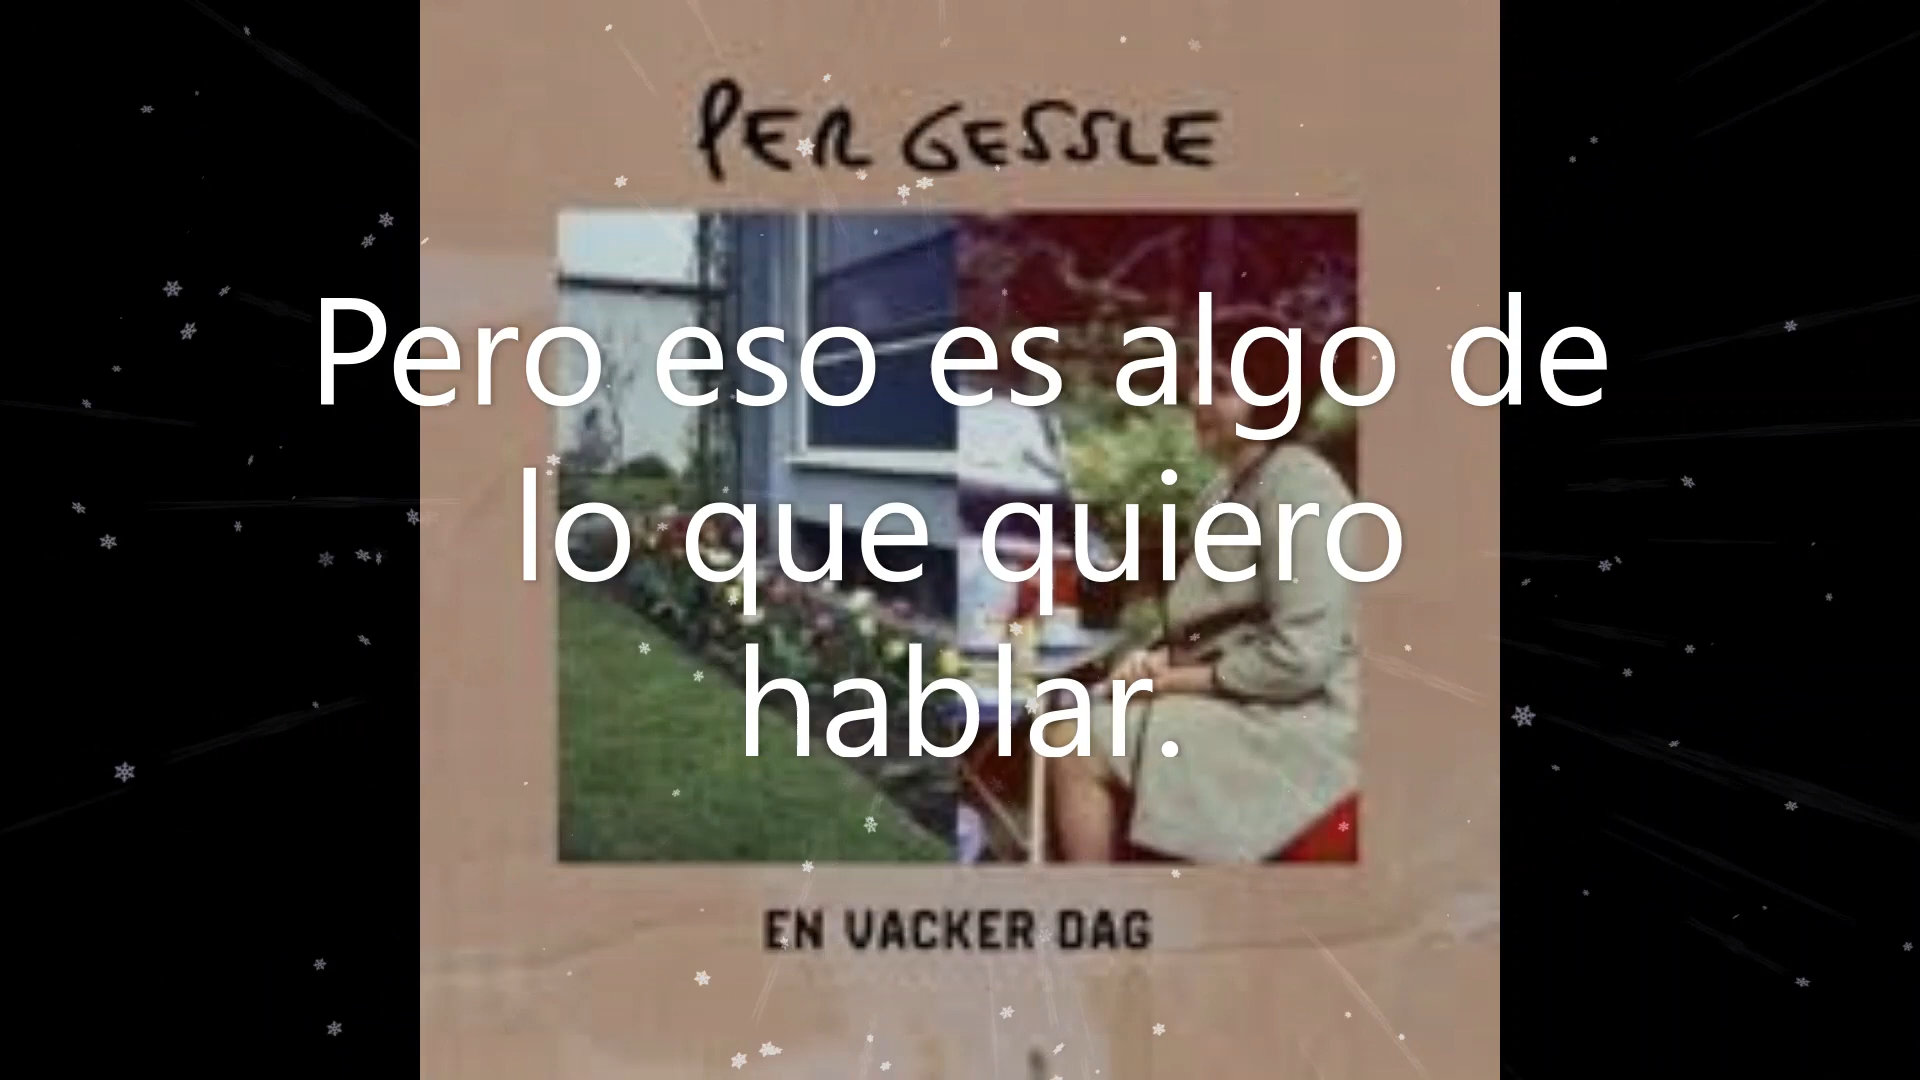 PER GESSLE
Pero eso es algo de
lo que quiero
hablar.
EN VACKER DAG